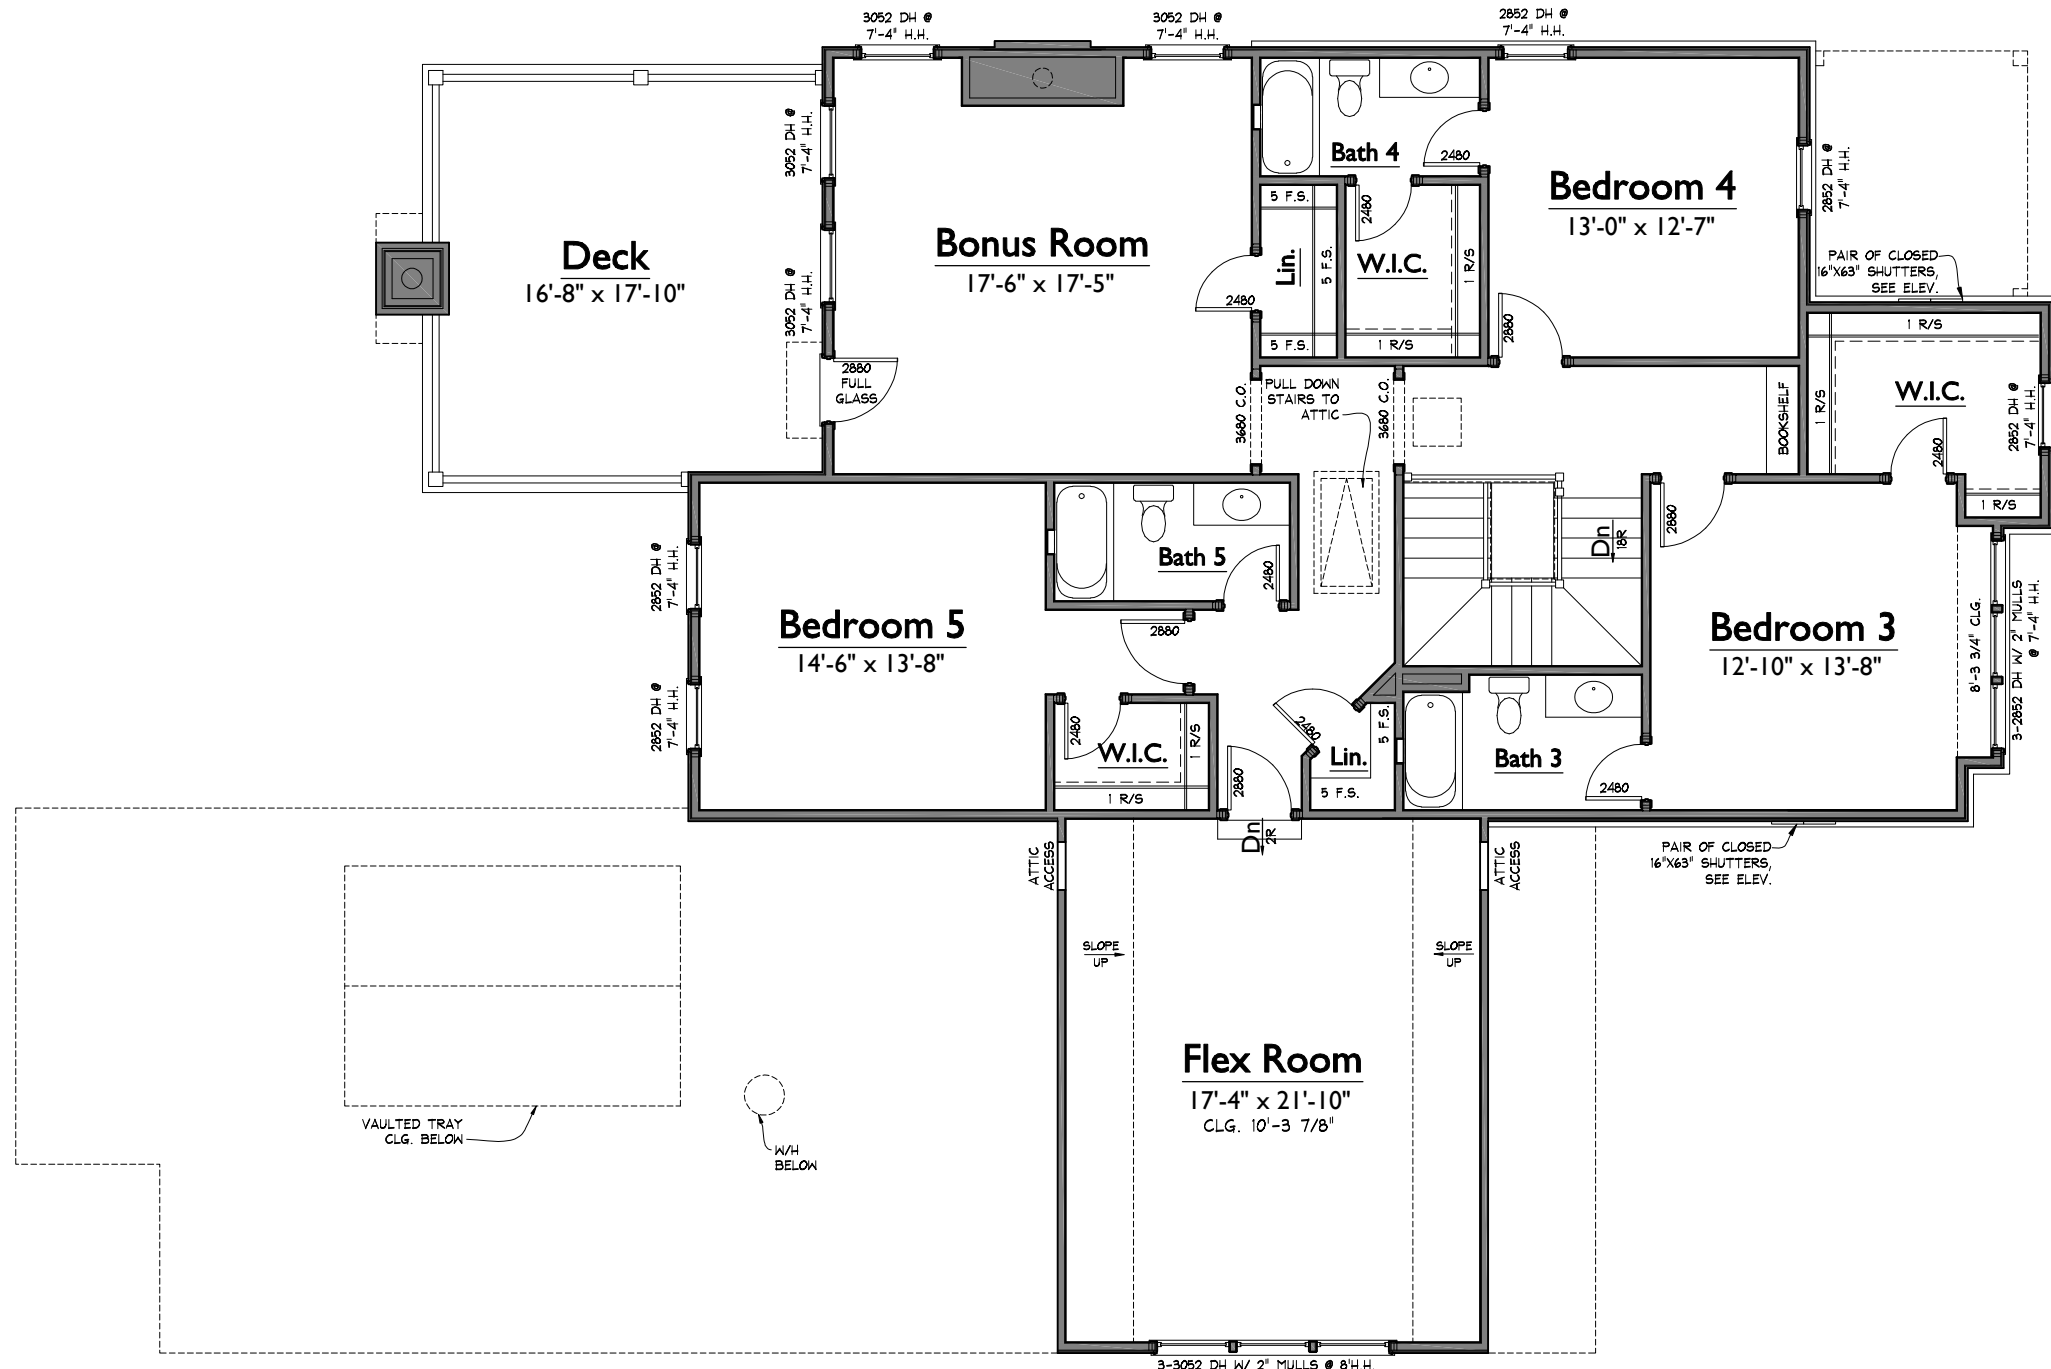 3052 DH @
7'-4" H.H.
3052 DH @
7'-4" H.H.
2852 DH @
7'-4" H.H.
3052 DH @
7'-4" H.H.
3052 DH @
7'-4" H.H.
Deck
16'-8" x 17'-10"
Bonus Room
17'-6" x 17'-5"
2880
FULL
GLASS
Bath 4
2480
2480
5 F.S.
5 F.S.
5 F.S.
Lin.
2480
W.I.C.
1 R/S
1 R/S
Bedroom 4
13'-0" x 12'-7"
2880
2852 DH @
7'-4" H.H.
PAIR OF CLOSED
16"X63" SHUTTERS,
SEE ELEV.
1 R/S
1 R/S
W.I.C.
2480
2852 DH @
7'-4" H.H.
1 R/S
3680 C.O.
PULL DOWN
STAIRS TO
ATTIC
3680 C.O.
BOOKSHELF
2880
Dn
18R
Bath 5
2480
Bedroom 5
14'-6" x 13'-8"
2852 DH @
7'-4" H.H.
2852 DH @
7'-4" H.H.
2880
2480
W.I.C.
1 R/S
1 R/S
2880
2480
Lin.
5 F.S.
5 F.S.
Bath 3
2480
Bedroom 3
12'-10" x 13'-8"
8'-3 3/4" CLG.
3-2852 DH W/ 2" MULLS
@ 7'-4" H.H.
Dn
2R
ATTIC
ACCESS
ATTIC
ACCESS
PAIR OF CLOSED
16"X63" SHUTTERS,
SEE ELEV.
SLOPE
UP
SLOPE
UP
Flex Room
17'-4" x 21'-10"
CLG. 10'-3 7/8"
VAULTED TRAY
CLG. BELOW
W/H
BELOW
3-3052 DH W/ 2" MULLS @ 8'H.H.